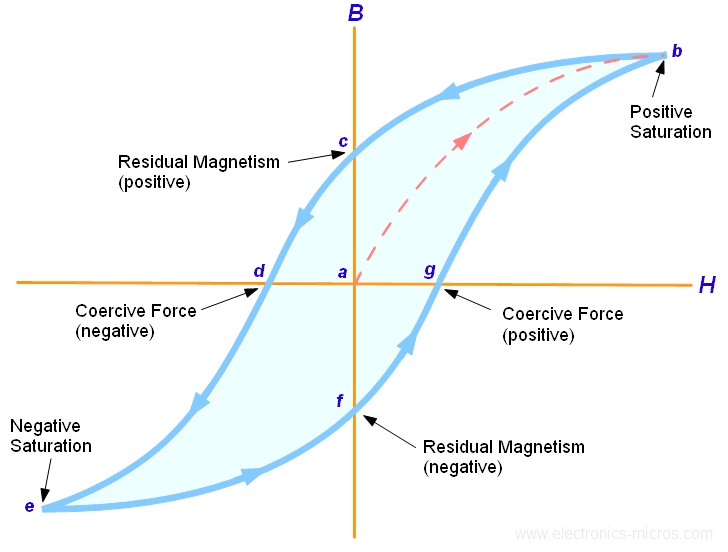 B
b
Positive
Saturation
c
Residual Magnetism
(positive)
d
a
g
H
Coercive Force
(negative)
Coercive Force
(positive)
f
Negative
Saturation
Residual Magnetism
(negative)
e
www.electronics-micros.com